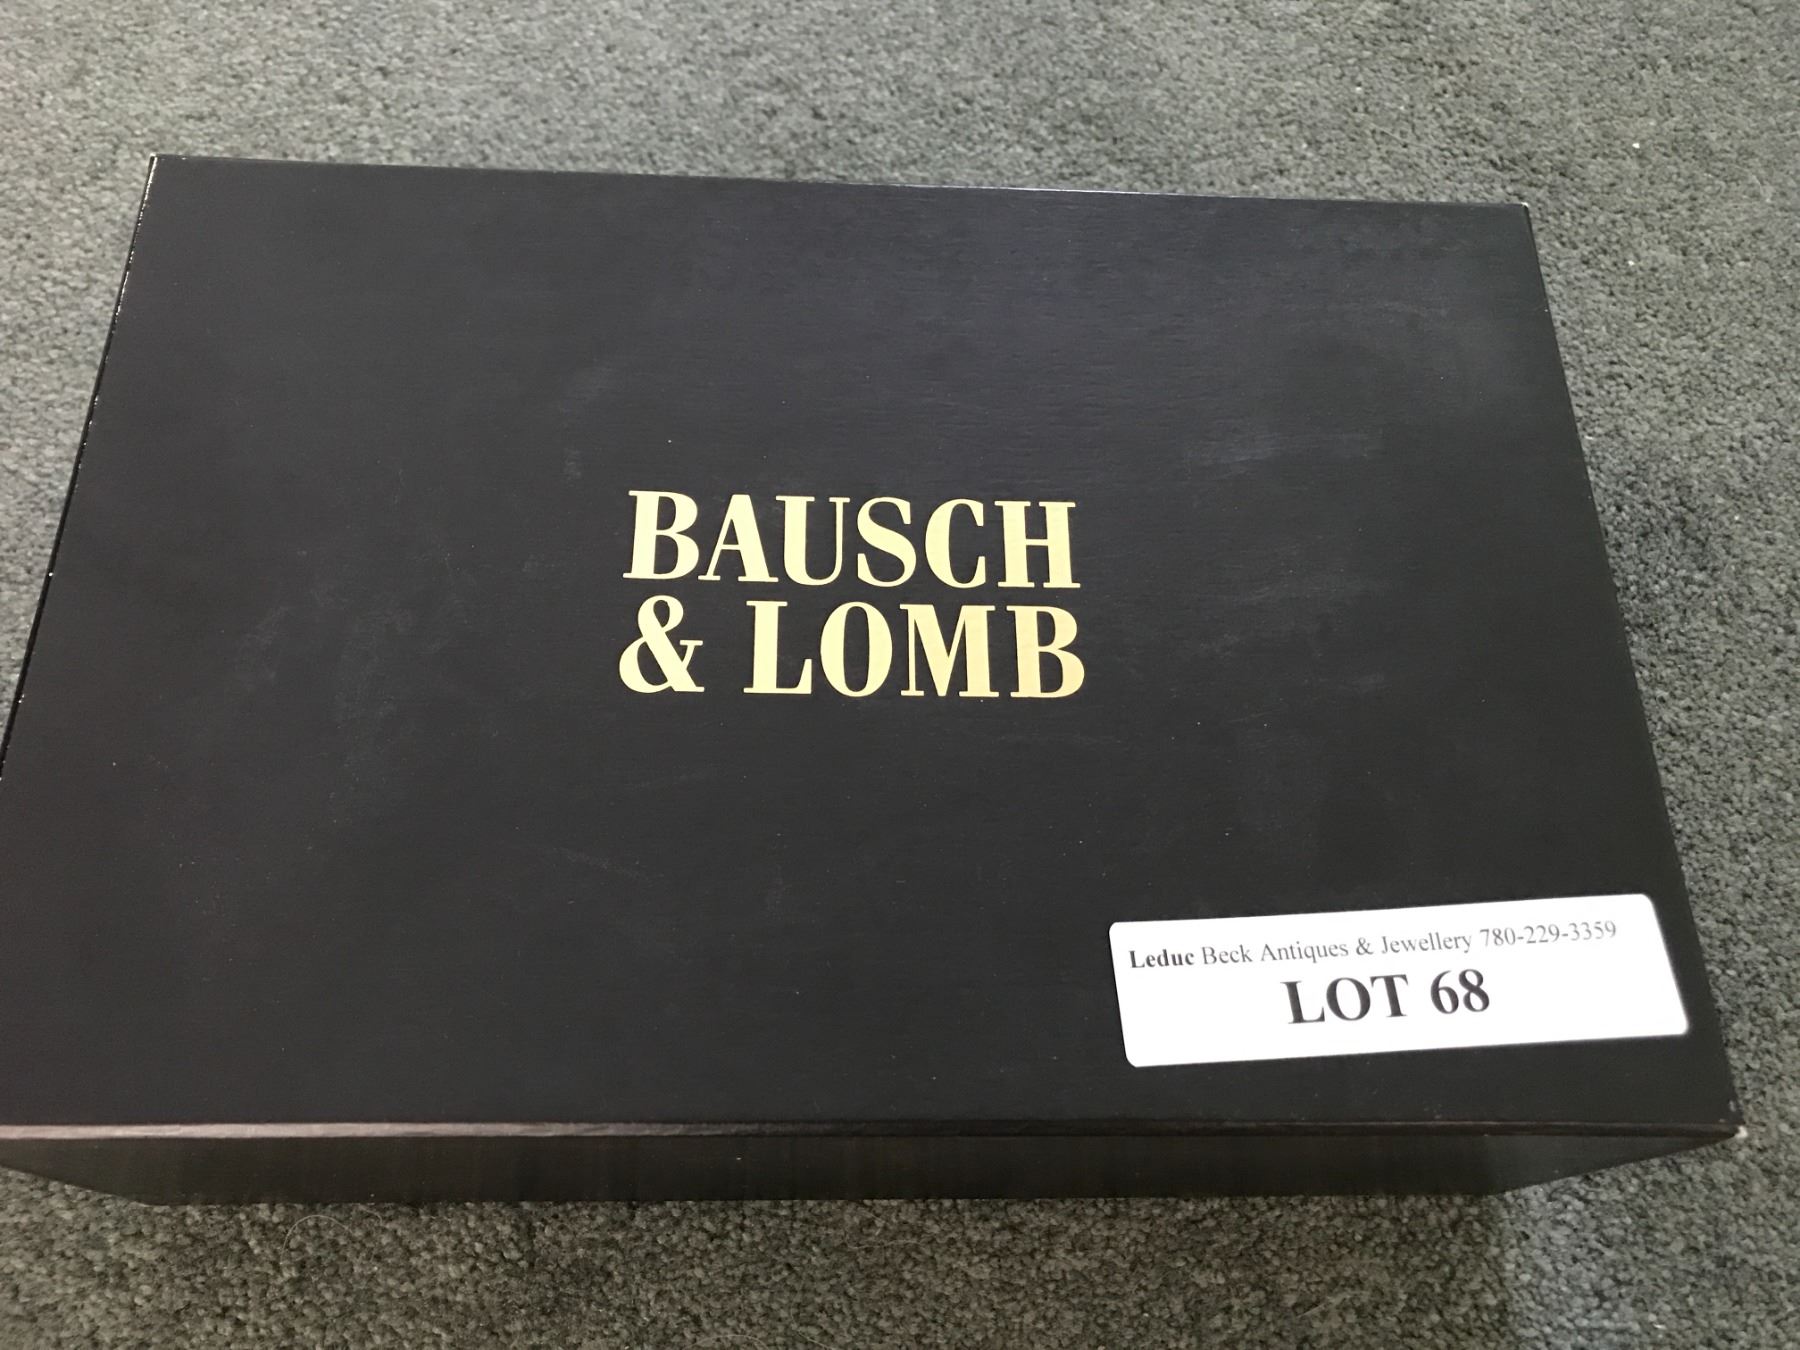 BAUSCH
& LOMB
Leduc Beck Antiques & Jewellery 780-229-3359
LOT 68